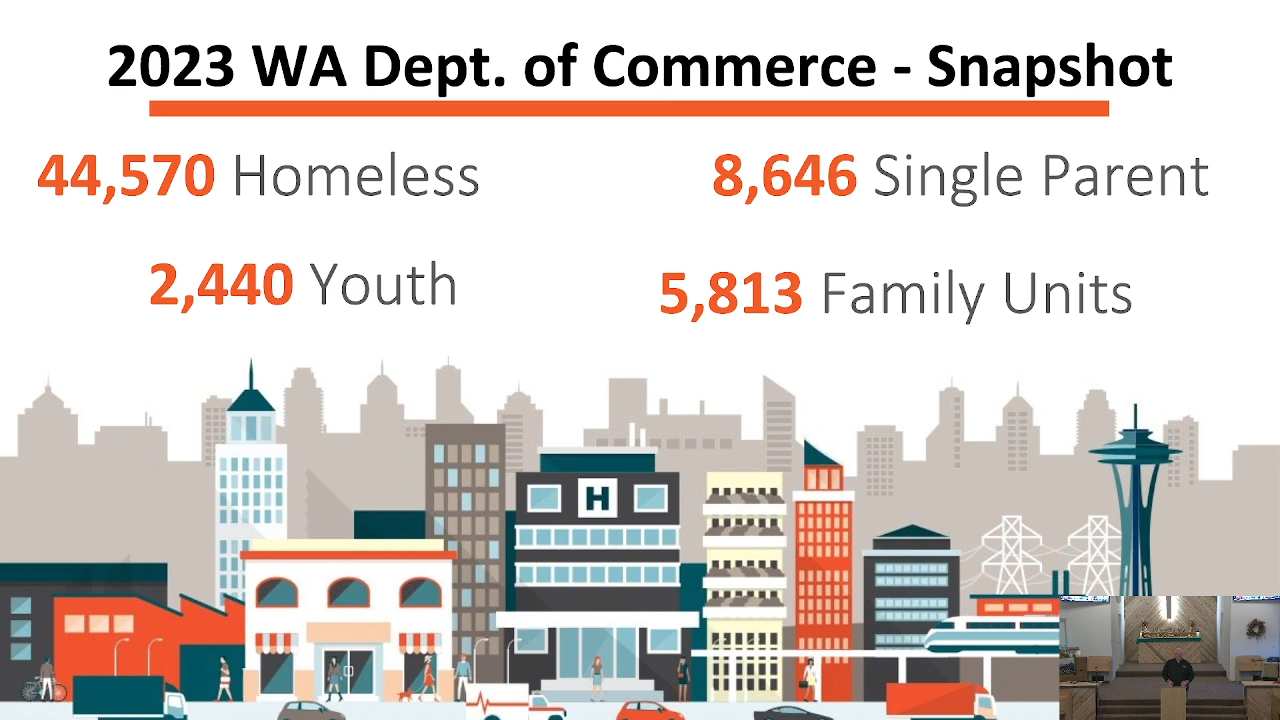 2023 WA Dept. of Commerce - Snapshot
44,570 Homeless
8,646 Single Parent
2,440 Youth
5,813 Family Units
H